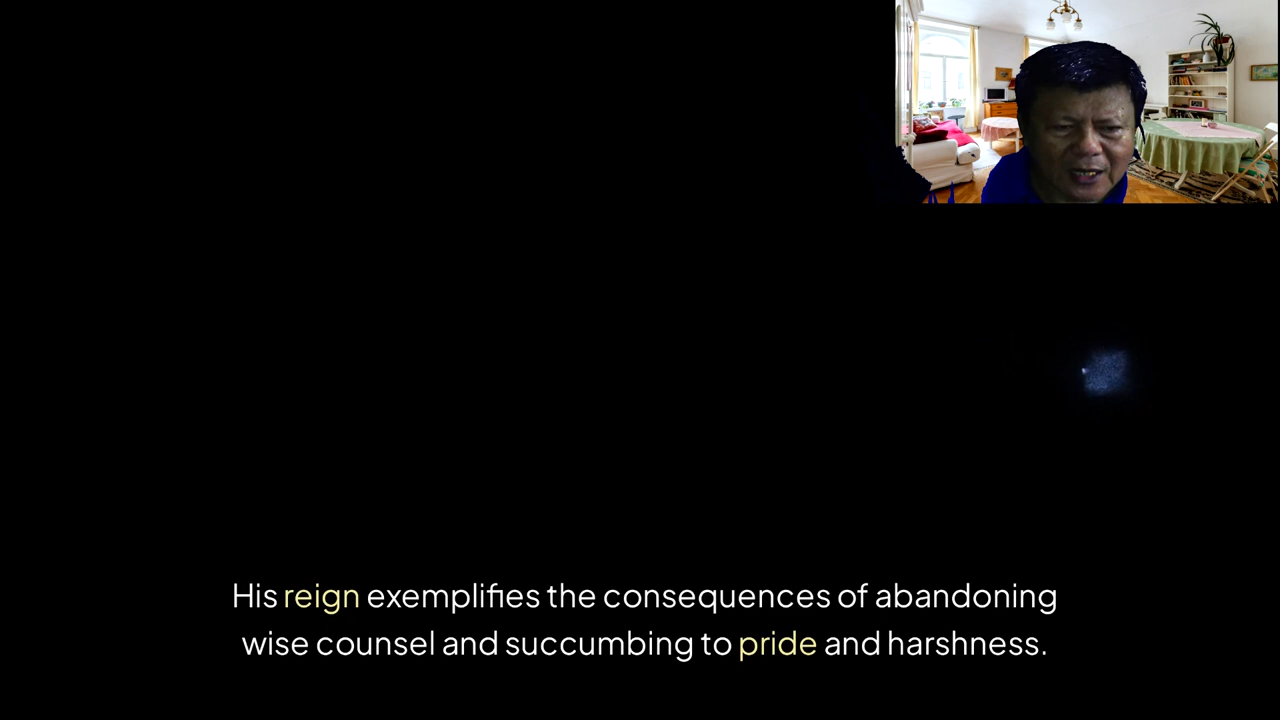 His reign exemplifies the consequences of abandoning
wise counsel and succumbing to pride and harshness.